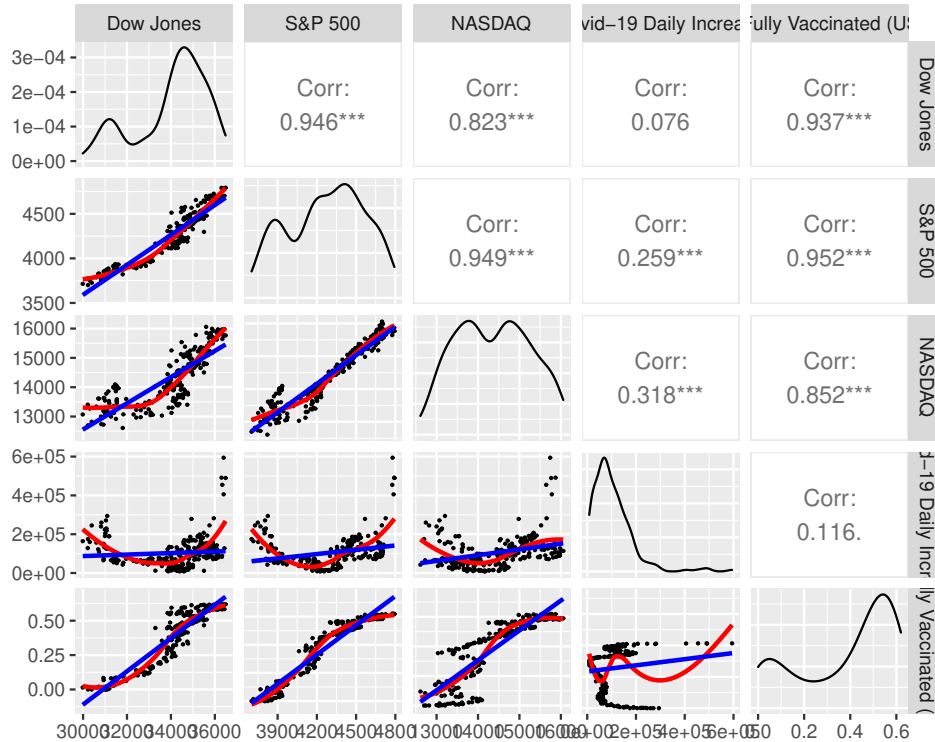 Dow Jones
S&P 500
NASDAQ
vid−19 Daily Increa
Fully Vaccinated (US
3e−04
2e−04
1e−04
0e+00
Corr:
0.946***
Corr:
0.823***
Corr:
0.076
Corr:
0.937***
Dow Jones
4500
4000
3500
Corr:
0.949***
Corr:
0.259***
Corr:
0.952***
S&P 500
16000
15000
14000
13000
Corr:
0.318***
Corr:
0.852***
NASDAQ
6e+05
4e+05
2e+05
0e+00
Corr:
0.116.
d−19 Daily Incr
0.50
0.25
0.00
lly Vaccinated (
30000 32000 34000 36000
3900 4200 4500 4800
13000 14000 15000 16000
0e+00 2e+05 4e+05 6e+05
0.0 0.2 0.4 0.6